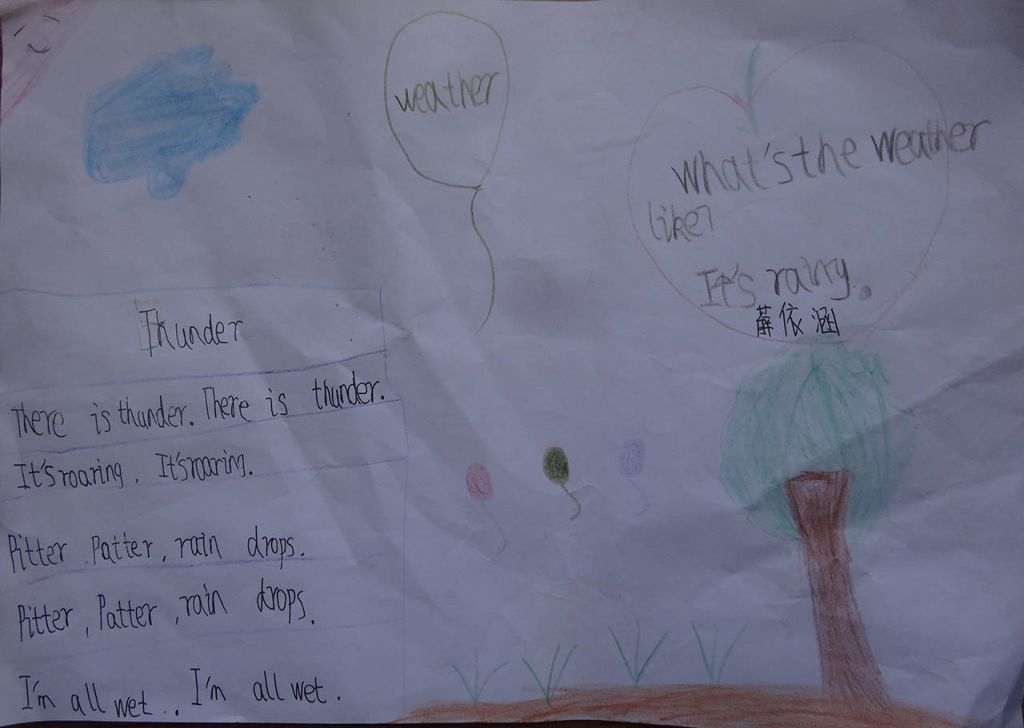 weather
what's the weather
like?
It's rainy.
薛依涵
Thunder
There is thunder. There is thunder.
It's roaring. It's roaring.
Pitter, Patter, rain drops.
Pitter, Patter, rain drops.
I'm all wet.. I'm all wet.